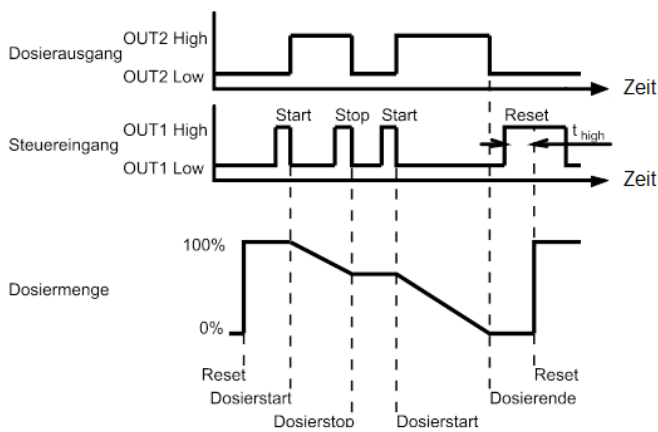 OUT2 High
Dosierausgang
OUT2 Low
Zeit
Start Stop Start Reset
OUT1 High
t high
Steuereingang
OUT1 Low
Zeit
100%
Dosiermenge
0%
Reset Reset
Dosierstart Dosierende
Dosierstop Dosierstart